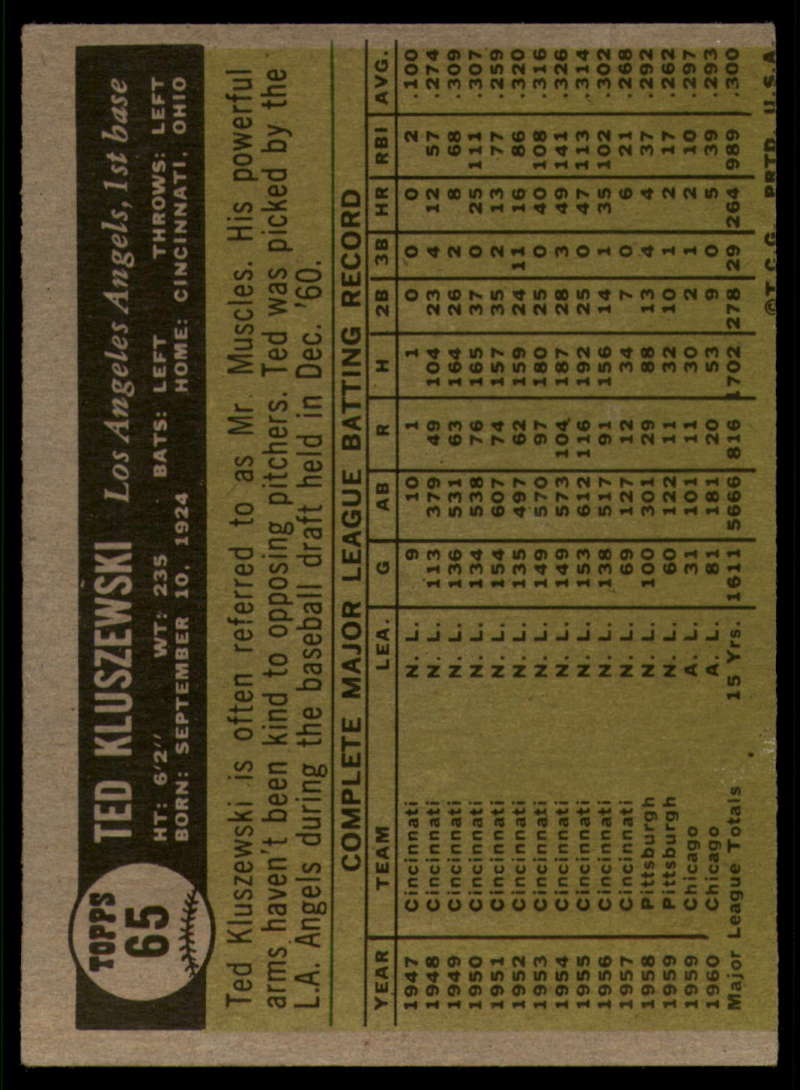 TOPPS
65
TED KLUSZEWSKI Los Angeles Angels, 1st base
HT: 6'2" WT: 235 BATS: LEFT THROWS: LEFT
BORN: SEPTEMBER 10, 1924 HOME: CINCINNATI, OHIO
Ted Kluszewski is often referred to as Mr. Muscles. His powerful
arms haven't been kind to opposing pitchers. Ted was picked by the
L.A. Angels during the baseball draft held in Dec. '60.
COMPLETE MAJOR LEAGUE BATTING RECORD
YEAR TEAM LEA. G AB R H 2B 3B HR RBI AVG.
1947 Cincinnati N. L. 9 10 1 1 0 0 0 2 .100
1948 Cincinnati N. L. 113 379 49 104 23 4 12 57 .274
1949 Cincinnati N. L. 136 531 63 164 26 2 8 68 .309
1950 Cincinnati N. L. 134 538 76 165 37 0 25 111 .307
1951 Cincinnati N. L. 154 607 74 157 35 2 13 77 .259
1952 Cincinnati N. L. 135 497 62 159 24 11 16 86 .320
1953 Cincinnati N. L. 149 570 97 180 25 0 40 108 .316
1954 Cincinnati N. L. 149 573 104 187 28 3 49 141 .326
1955 Cincinnati N. L. 153 612 116 192 25 0 47 113 .314
1956 Cincinnati N. L. 138 517 91 156 14 1 35 102 .302
1957 Cincinnati N. L. 69 127 12 34 7 0 6 21 .268
1958 Pittsburgh N. L. 100 301 29 88 13 4 4 37 .292
1959 Pittsburgh N. L. 60 122 11 32 10 1 2 17 .262
1959 Chicago A. L. 31 101 11 30 2 1 2 10 .297
1960 Chicago A. L. 81 181 20 53 9 0 5 39 .293
Major League Totals 15 Yrs. 1611 5666 816 1702 278 29 264 989 .300
©T.C.G. PRTD. U.S.A.